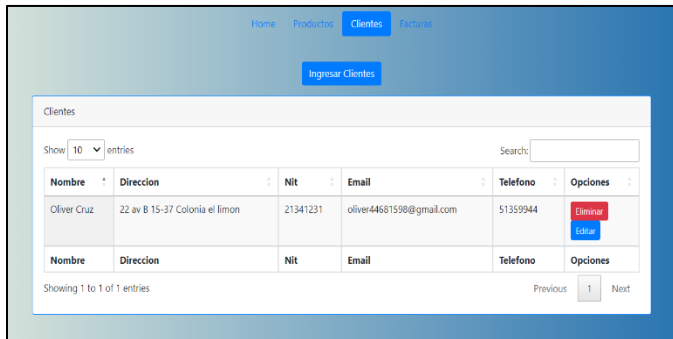 Home Productos Clientes Facturas
Ingresar Clientes
Clientes
Show 10 entries Search:
Nombre Direccion Nit Email Telefono Opciones
Oliver Cruz 22 av B 15-37 Colonia el limon 21341231 oliver44681598@gmail.com 51359944 Eliminar
Editar
Nombre Direccion Nit Email Telefono Opciones
Showing 1 to 1 of 1 entries Previous 1 Next